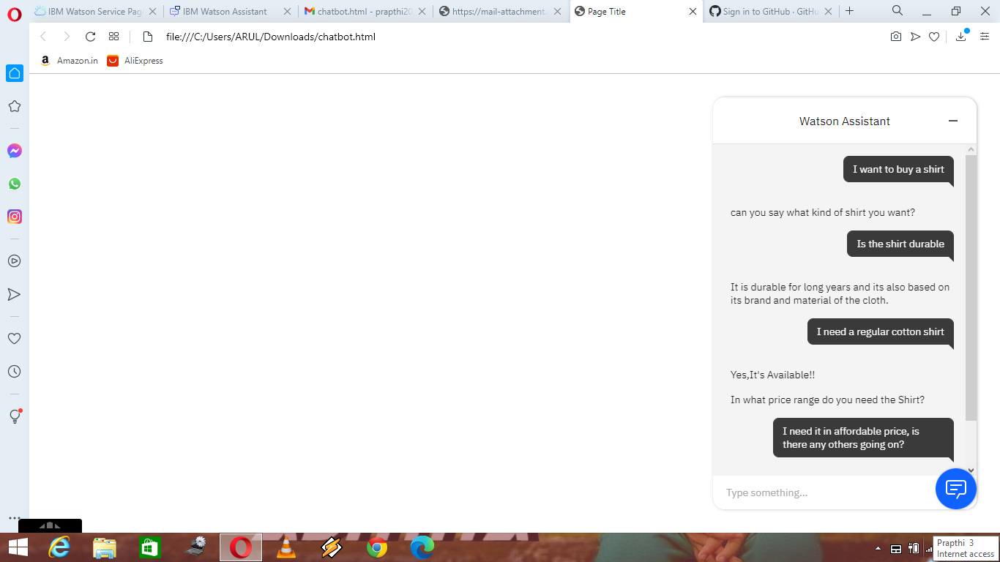 IBM Watson Service Pag
IBM Watson Assistant
chatbot.html - prapthi20
https://mail-attachment.
Page Title
Sign in to GitHub · GitHu
file:///C:/Users/ARUL/Downloads/chatbot.html
a Amazon.in
AliExpress
Watson Assistant
I want to buy a shirt
can you say what kind of shirt you want?
Is the shirt durable
It is durable for long years and its also based on
its brand and material of the cloth.
I need a regular cotton shirt
Yes,It's Available!!
In what price range do you need the Shirt?
I need it in affordable price, is
there any others going on?
Type something...
Prapthi 3
Internet access